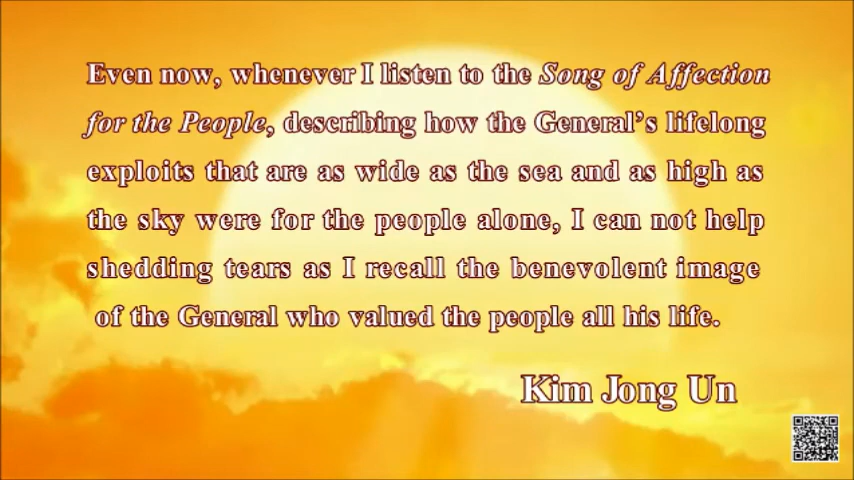 Even now, whenever I listen to the Song of Affection
for the People, describing how the General's lifelong
exploits that are as wide as the sea and as high as
the sky were for the people alone, I can not help
shedding tears as I recall the benevolent image
of the General who valued the people all his life.
Kim Jong Un